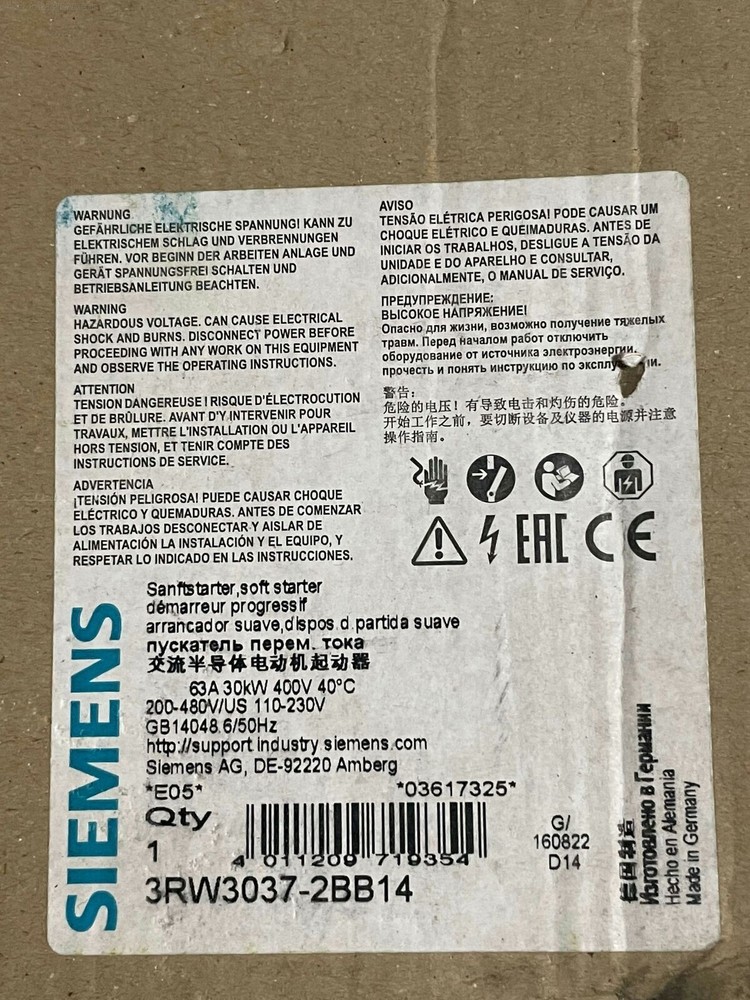 WARNUNG
GEFÄHRLICHE ELEKTRISCHE SPANNUNG! KANN ZU
ELEKTRISCHEM SCHLAG UND VERBRENNUNGEN
FÜHREN. VOR BEGINN DER ARBEITEN ANLAGE UND
GERÄT SPANNUNGSFREI SCHALTEN UND
BETRIEBSANLEITUNG BEACHTEN.
WARNING
HAZARDOUS VOLTAGE. CAN CAUSE ELECTRICAL
SHOCK AND BURNS. DISCONNECT POWER BEFORE
PROCEEDING WITH ANY WORK ON THIS EQUIPMENT
AND OBSERVE THE OPERATING INSTRUCTIONS.
ATTENTION
TENSION DANGEREUSE ! RISQUE D'ÉLECTROCUTION
ET DE BRÛLURE. AVANT D'Y INTERVENIR POUR
TRAVAUX, METTRE L'INSTALLATION OU L'APPAREIL
HORS TENSION, ET TENIR COMPTE DES
INSTRUCTIONS DE SERVICE.
ADVERTENCIA
¡TENSIÓN PELIGROSA! PUEDE CAUSAR CHOQUE
ELÉCTRICO Y QUEMADURAS. ANTES DE COMENZAR
LOS TRABAJOS DESCONECTAR Y AISLAR DE
ALIMENTACIÓN LA INSTALACIÓN Y EL EQUIPO, Y
RESPETAR LO INDICADO EN LAS INSTRUCCIONES.
AVISO
TENSÃO ELÉTRICA PERIGOSA! PODE CAUSAR UM
CHOQUE ELÉTRICO E QUEIMADURAS. ANTES DE
INICIAR OS TRABALHOS, DESLIGUE A TENSÃO DA
UNIDADE E DO APARELHO E CONSULTAR,
ADICIONALMENTE, O MANUAL DE SERVIÇO.
ПРЕДУПРЕЖДЕНИЕ:
ВЫСОКОЕ НАПРЯЖЕНИЕ!
Опасно для жизни, возможно получение тяжелых
травм. Перед началом работ отключить
оборудование от источника электроэнергии,
прочесть и понять инструкцию по
警告:
危险的电压！有导致电击和灼伤的危险。
开始工作之前，要切断设备及仪器的电源并注意
操作指南。
EAC CE
SIEMENS
Sanftstarter,soft starter
démarreur progressif
arrancador suave,dispos.d.partida suave
пускатель перем. тока
交流半导体电动机起动器
63A 30kW 400V 40°C
200-480V/US 110-230V
GB14048.6/50Hz
http://support.industry.siemens.com
Siemens AG, DE-92220 Amberg
*E05* *03617325*
Qty
1
4 011209 719354
G/
160822
D14
3RW3037-2BB14
德国制造
Изготовлено в Германии
Hecho en Alemania
Made in Germany